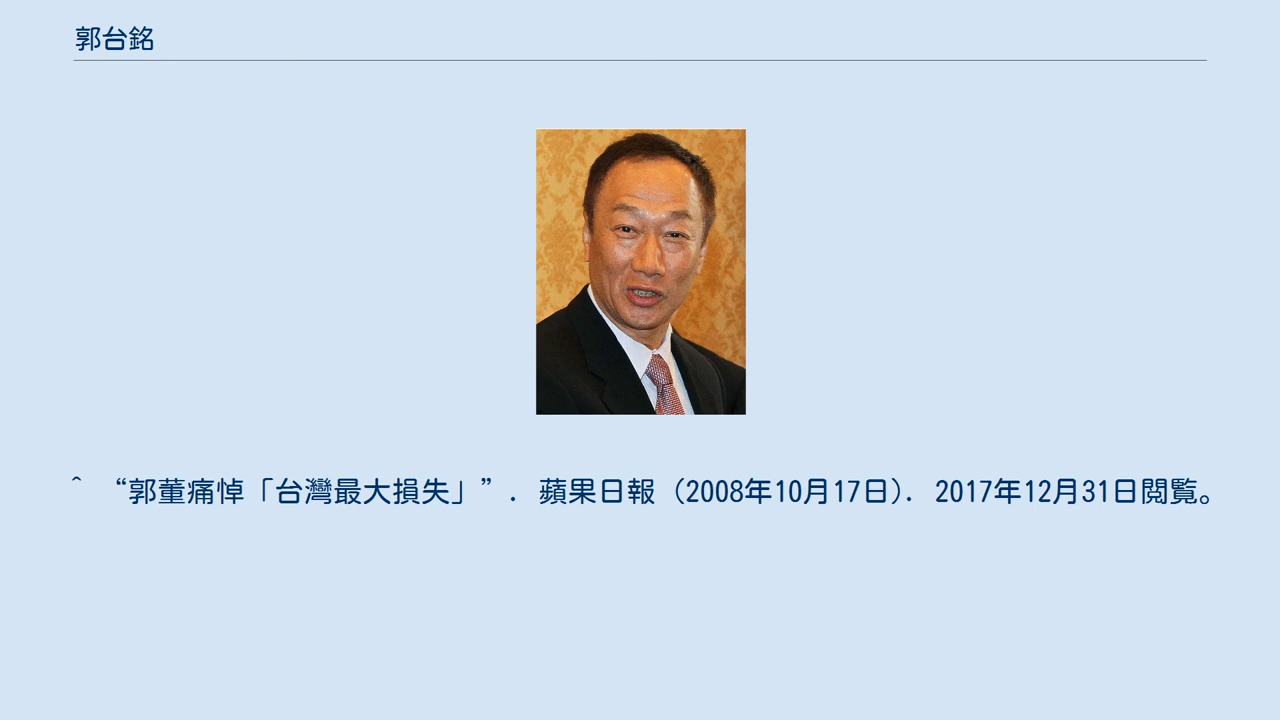 郭台銘
^ “郭董痛悼「台灣最大損失」”. 蘋果日報 (2008年10月17日). 2017年12月31日閲覧。